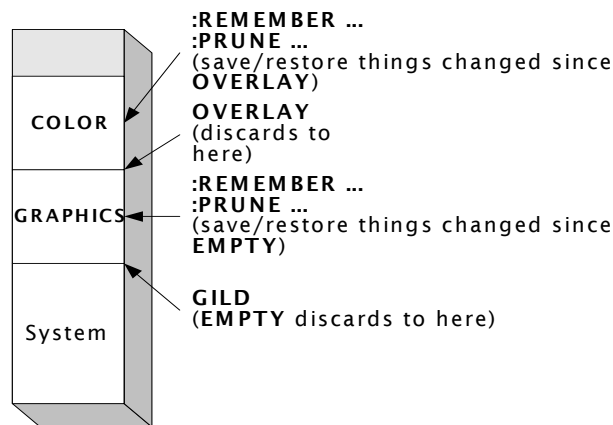 :REMEMBER ...
:PRUNE ...
(save/restore things changed since
OVERLAY)
COLOR
OVERLAY
(discards to
here)
:REMEMBER ...
:PRUNE ...
(save/restore things changed since
EMPTY)
GRAPHICS
GILD
(EMPTY discards to here)
System